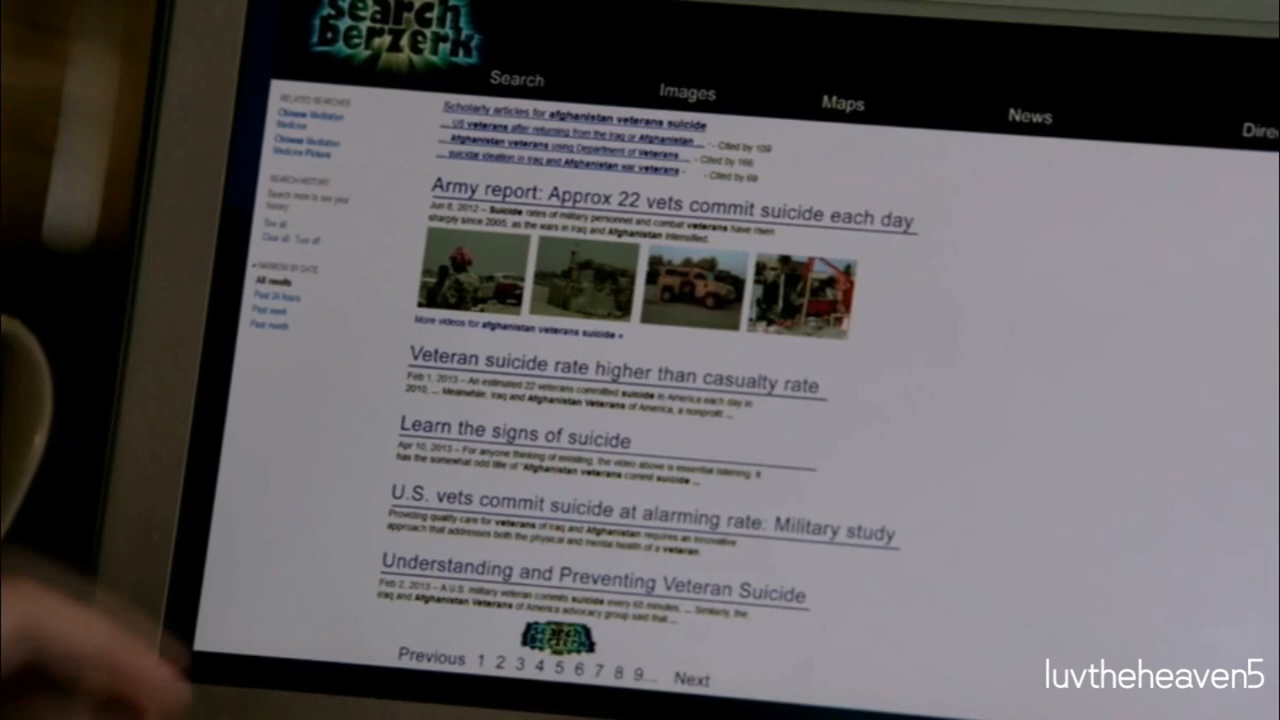 Search
Berzerk
Search
Images
Maps
News
RELATED SEARCHES
Chinese Meditation
Medicine
Chinese Meditation
Medicine Picture
SEARCH HISTORY
Search more to see your
history
See all
Clear all Turn off
NARROW BY DATE
All results
Past 24 hours
Past week
Past month
Scholarly articles for afghanistan veterans suicide
... US veterans after returning from the Iraq or Afghanistan... - Cited by 109
... Afghanistan veterans using Department of Veterans ... - Cited by 166
... suicidal ideation in Iraq and Afghanistan war veterans - - Cited by 69
Army report: Approx 22 vets commit suicide each day
Jun 8, 2012 – Suicide rates of military personnel and combat veterans have risen
sharply since 2005, as the wars in Iraq and Afghanistan intensified.
More videos for afghanistan veterans suicide »
Veteran suicide rate higher than casualty rate
Feb 1, 2013 – An estimated 22 veterans committed suicide in America each day in
2010, ... Meanwhile, Iraq and Afghanistan Veterans of America, a nonprofit ...
Learn the signs of suicide
Apr 10, 2013 – For anyone thinking of enlisting, the video above is essential listening. It
has the somewhat odd title of "Afghanistan veterans commit suicide ...
U.S. vets commit suicide at alarming rate: Military study
Providing quality care for veterans of Iraq and Afghanistan requires an innovative
approach that addresses both the physical and mental health of a veteran.
Understanding and Preventing Veteran Suicide
Feb 2, 2013 – A U.S. military veteran commits suicide every 65 minutes. ... Similarly, the
Iraq and Afghanistan Veterans of America advocacy group said that ...
Search
Berzerk
Previous 1 2 3 4 5 6 7 8 9... Next
luvtheheaven5